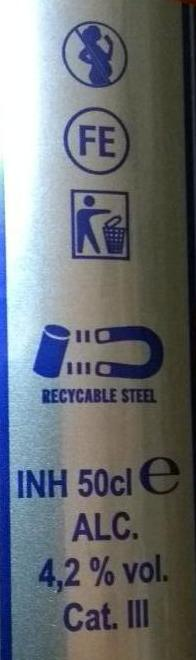 FE
RECYCABLE STEEL
INH 50cl ℮
ALC.
4,2 % vol.
Cat. III